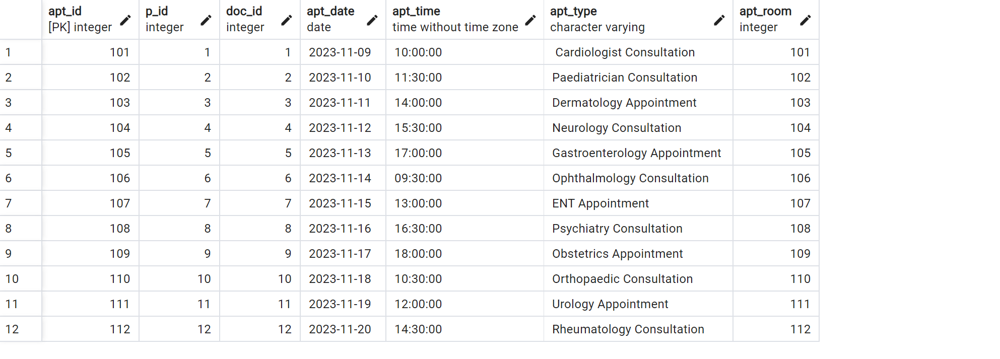 apt_id p_id doc_id apt_date apt_time apt_type apt_room
[PK] integer integer integer date time without time zone character varying integer
1 101 1 1 2023-11-09 10:00:00 Cardiologist Consultation 101
2 102 2 2 2023-11-10 11:30:00 Paediatrician Consultation 102
3 103 3 3 2023-11-11 14:00:00 Dermatology Appointment 103
4 104 4 4 2023-11-12 15:30:00 Neurology Consultation 104
5 105 5 5 2023-11-13 17:00:00 Gastroenterology Appointment 105
6 106 6 6 2023-11-14 09:30:00 Ophthalmology Consultation 106
7 107 7 7 2023-11-15 13:00:00 ENT Appointment 107
8 108 8 8 2023-11-16 16:30:00 Psychiatry Consultation 108
9 109 9 9 2023-11-17 18:00:00 Obstetrics Appointment 109
10 110 10 10 2023-11-18 10:30:00 Orthopaedic Consultation 110
11 111 11 11 2023-11-19 12:00:00 Urology Appointment 111
12 112 12 12 2023-11-20 14:30:00 Rheumatology Consultation 112